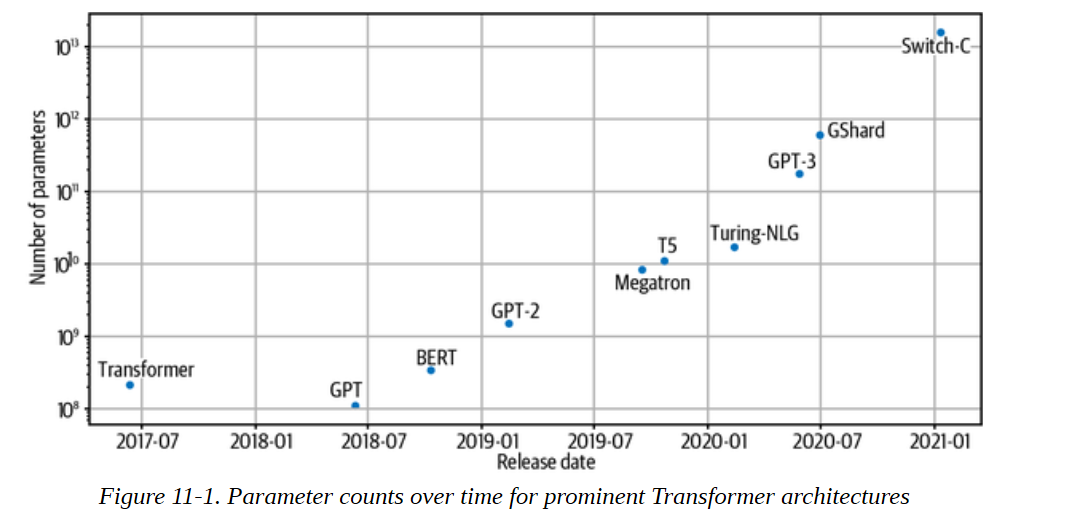 10¹³
Switch-C
10¹²
GShard
GPT-3
10¹¹
Turing-NLG
T5
10¹⁰
Megatron
GPT-2
10⁹
BERT
Transformer
GPT
10⁸
Number of parameters
2017-07 2018-01 2018-07 2019-01 2019-07 2020-01 2020-07 2021-01
Release date
Figure 11-1. Parameter counts over time for prominent Transformer architectures